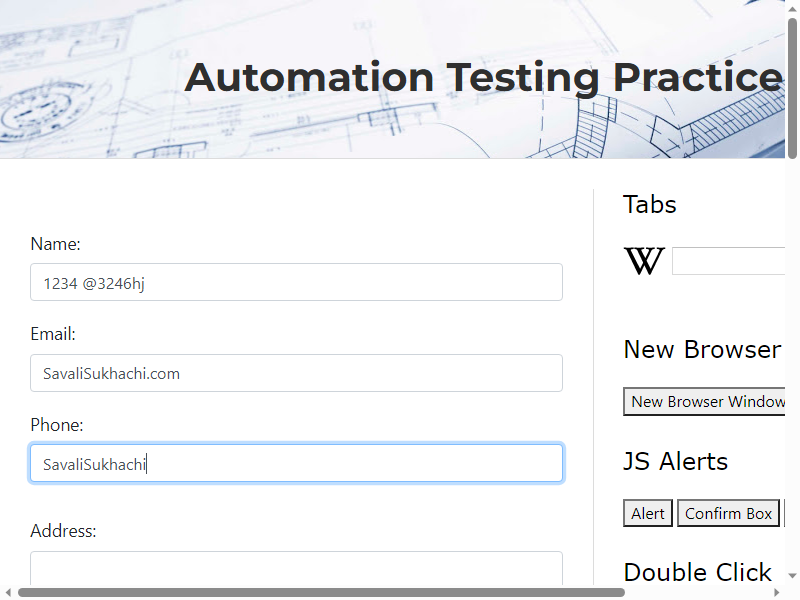 Automation Testing Practice
Name:
1234 @3246hj
Email:
SavaliSukhachi.com
Phone:
SavaliSukhachi
Address:
Tabs
W
New Browser
New Browser Window
JS Alerts
Alert
Confirm Box
Double Click